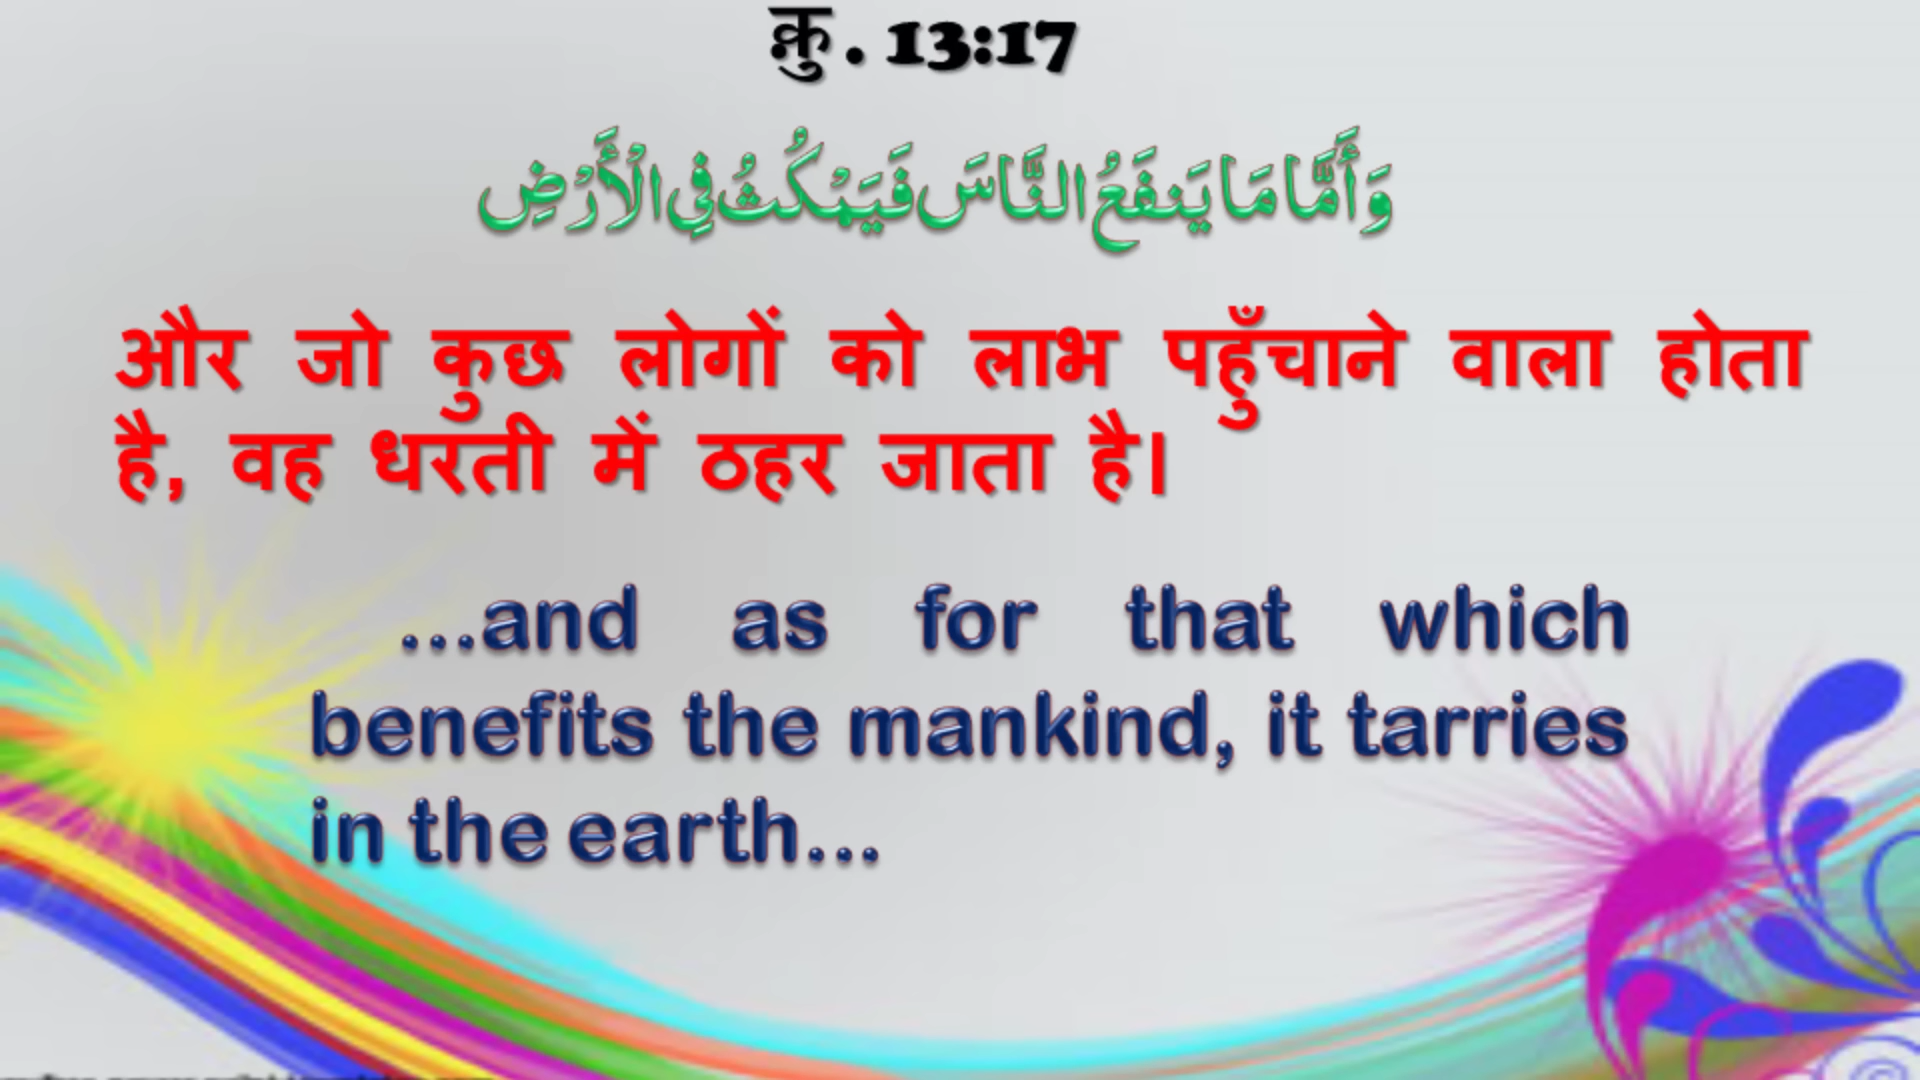 क़ु. 13:17
وَأَمَّا مَا يَنفَعُ النَّاسَ فَيَمْكُثُ فِي الْأَرْضِ
और जो कुछ लोगों को लाभ पहुँचाने वाला होता
है, वह धरती में ठहर जाता है।
...and as for that which
benefits the mankind, it tarries
in the earth...